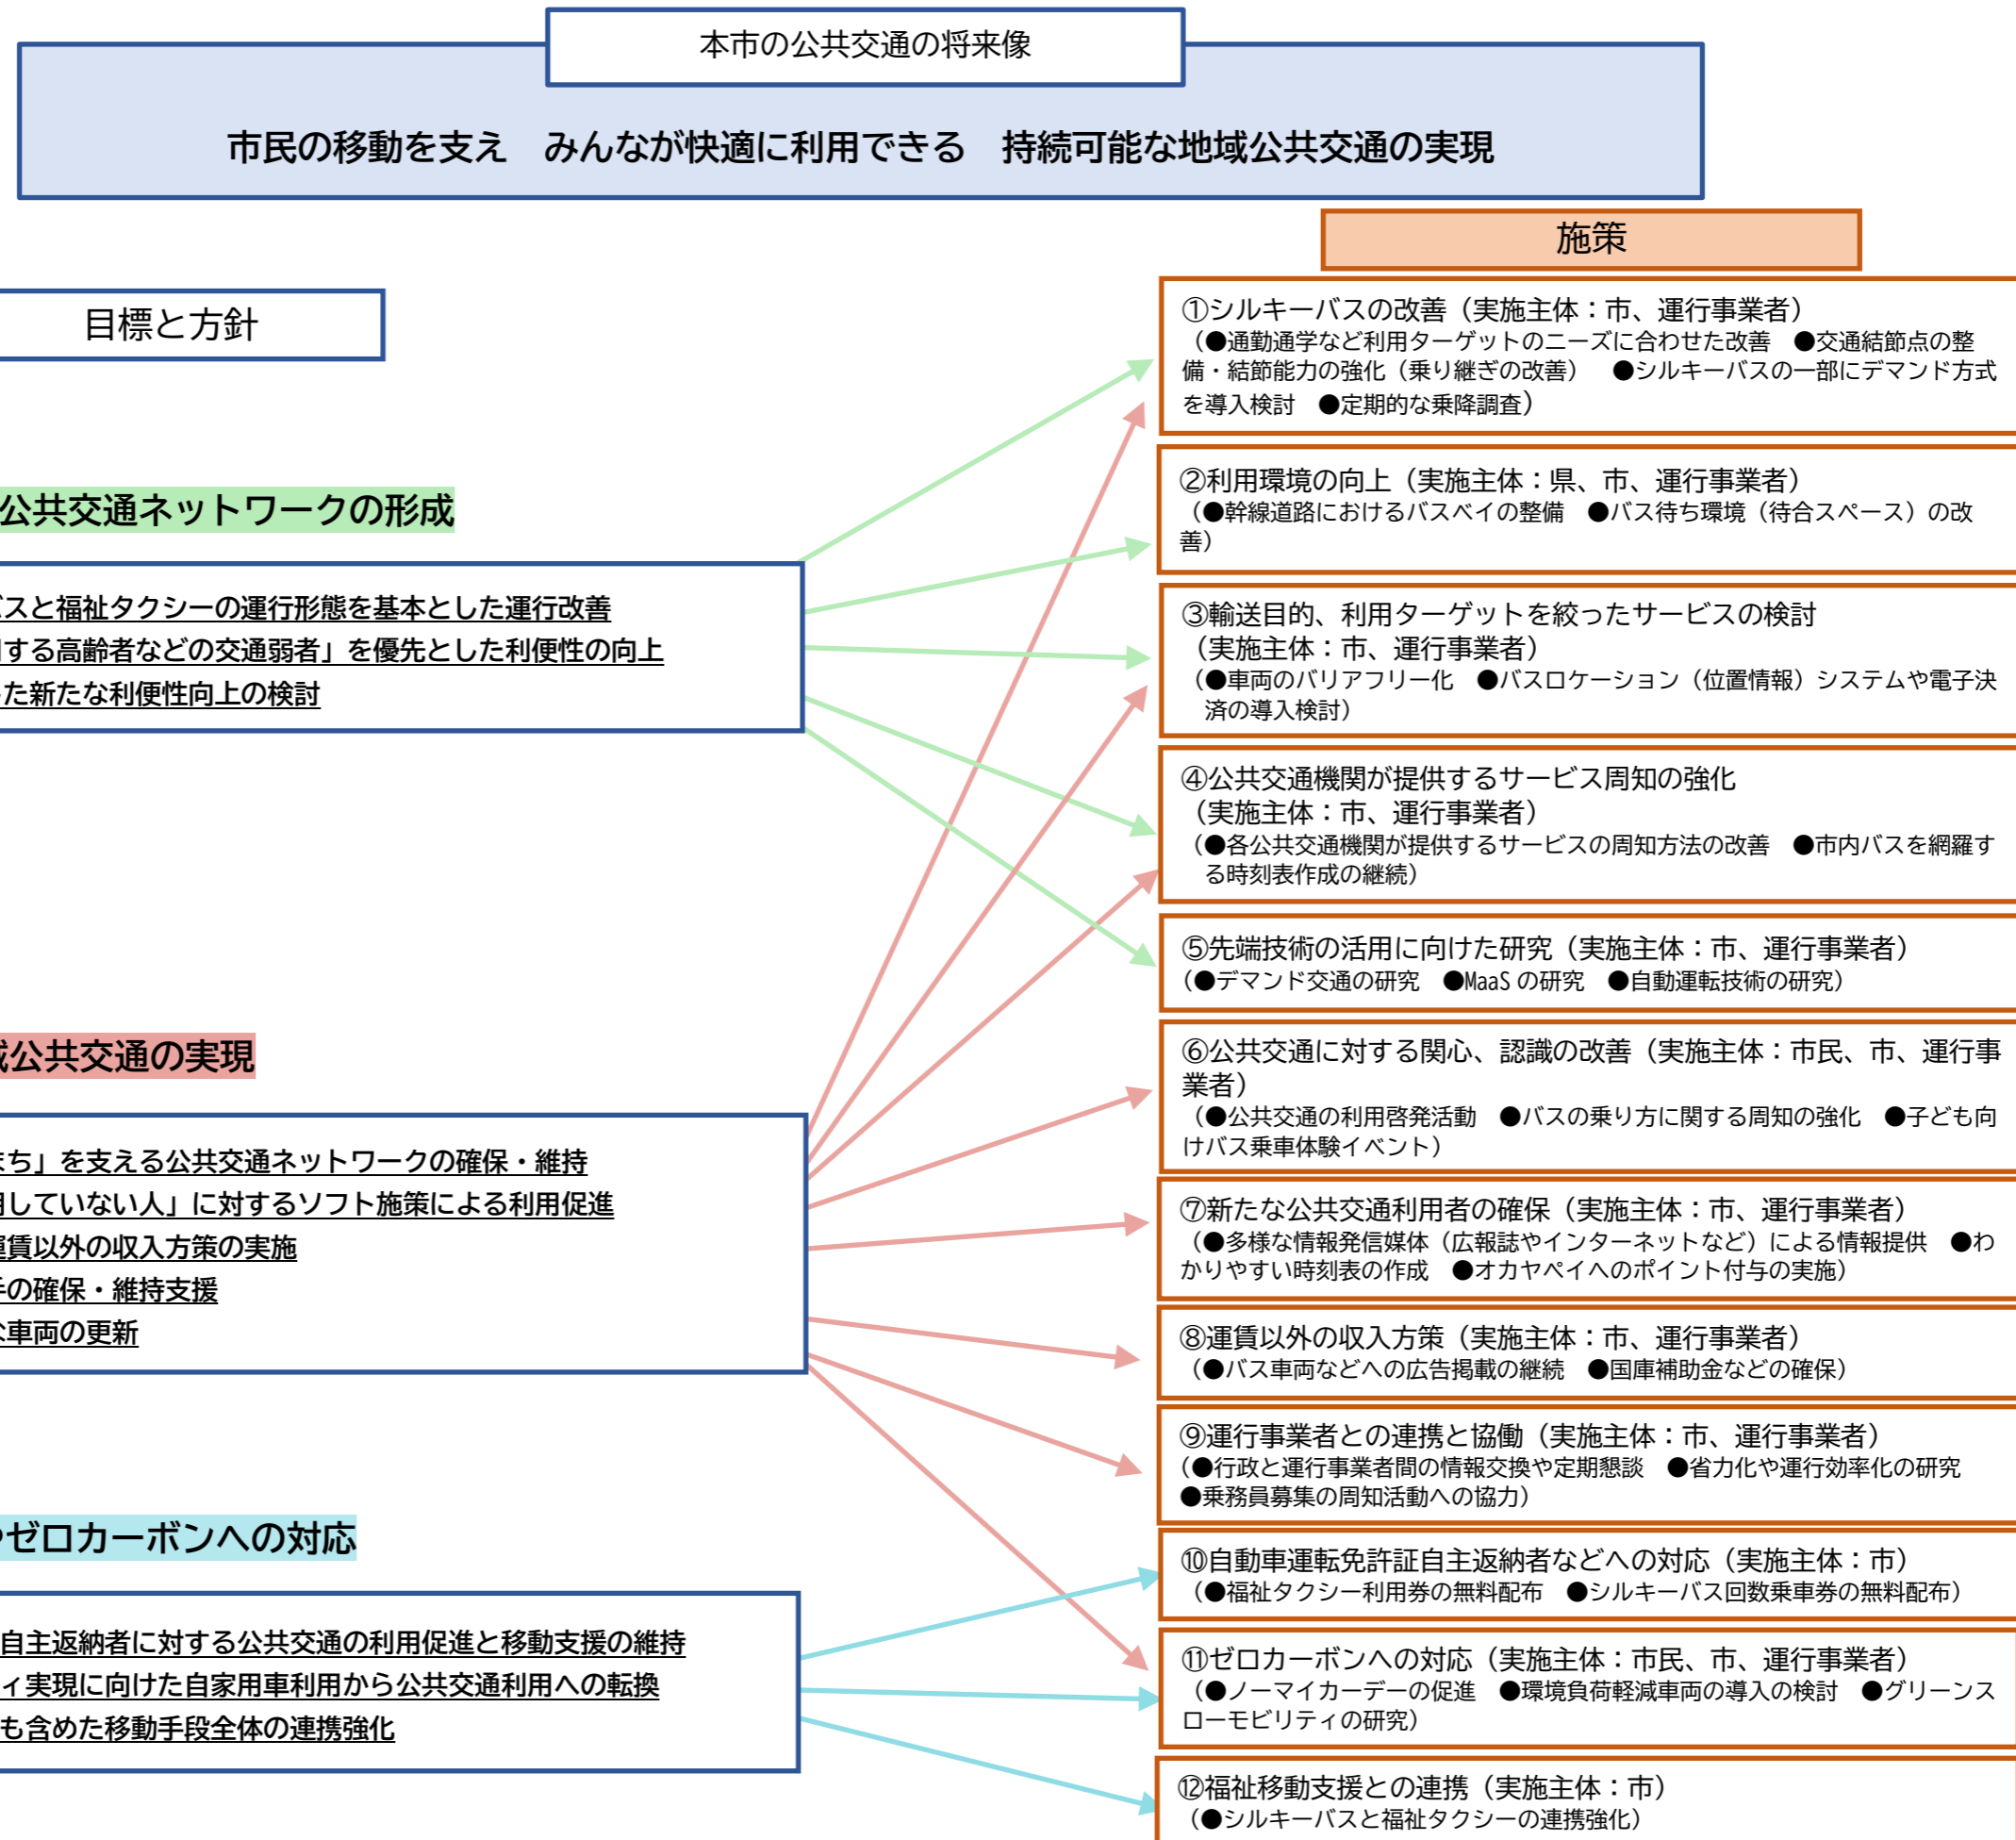 本市の公共交通の将来像
市民の移動を支え　みんなが快適に利用できる　持続可能な地域公共交通の実現
目標と方針
公共交通ネットワークの形成
バスと福祉タクシーの運行形態を基本とした運行改善
する高齢者などの交通弱者」を優先とした利便性の向上
した新たな利便性向上の検討
域公共交通の実現
まち」を支える公共交通ネットワークの確保・維持
用していない人」に対するソフト施策による利用促進
運賃以外の収入方策の実施
手の確保・維持支援
な車両の更新
ゼロカーボンへの対応
自主返納者に対する公共交通の利用促進と移動支援の維持
ィ実現に向けた自家用車利用から公共交通利用への転換
も含めた移動手段全体の連携強化
施策
①シルキーバスの改善（実施主体：市、運行事業者）
（●通勤通学など利用ターゲットのニーズに合わせた改善　●交通結節点の整
備・結節能力の強化（乗り継ぎの改善）　●シルキーバスの一部にデマンド方式
を導入検討　●定期的な乗降調査）
②利用環境の向上（実施主体：県、市、運行事業者）
（●幹線道路におけるバスベイの整備　●バス待ち環境（待合スペース）の改
善）
③輸送目的、利用ターゲットを絞ったサービスの検討
（実施主体：市、運行事業者）
（●車両のバリアフリー化　●バスロケーション（位置情報）システムや電子決
済の導入検討）
④公共交通機関が提供するサービス周知の強化
（実施主体：市、運行事業者）
（●各公共交通機関が提供するサービスの周知方法の改善　●市内バスを網羅す
る時刻表作成の継続）
⑤先端技術の活用に向けた研究（実施主体：市、運行事業者）
（●デマンド交通の研究　●MaaS の研究　●自動運転技術の研究）
⑥公共交通に対する関心、認識の改善（実施主体：市民、市、運行事
業者）
（●公共交通の利用啓発活動　●バスの乗り方に関する周知の強化　●子ども向
けバス乗車体験イベント）
⑦新たな公共交通利用者の確保（実施主体：市、運行事業者）
（●多様な情報発信媒体（広報誌やインターネットなど）による情報提供　●わ
かりやすい時刻表の作成　●オカヤペイへのポイント付与の実施）
⑧運賃以外の収入方策（実施主体：市、運行事業者）
（●バス車両などへの広告掲載の継続　●国庫補助金などの確保）
⑨運行事業者との連携と協働（実施主体：市、運行事業者）
（●行政と運行事業者間の情報交換や定期懇談　●省力化や運行効率化の研究
●乗務員募集の周知活動への協力）
⑩自動車運転免許証自主返納者などへの対応（実施主体：市）
（●福祉タクシー利用券の無料配布　●シルキーバス回数乗車券の無料配布）
⑪ゼロカーボンへの対応（実施主体：市民、市、運行事業者）
（●ノーマイカーデーの促進　●環境負荷軽減車両の導入の検討　●グリーンス
ローモビリティの研究）
⑫福祉移動支援との連携（実施主体：市）
（●シルキーバスと福祉タクシーの連携強化）